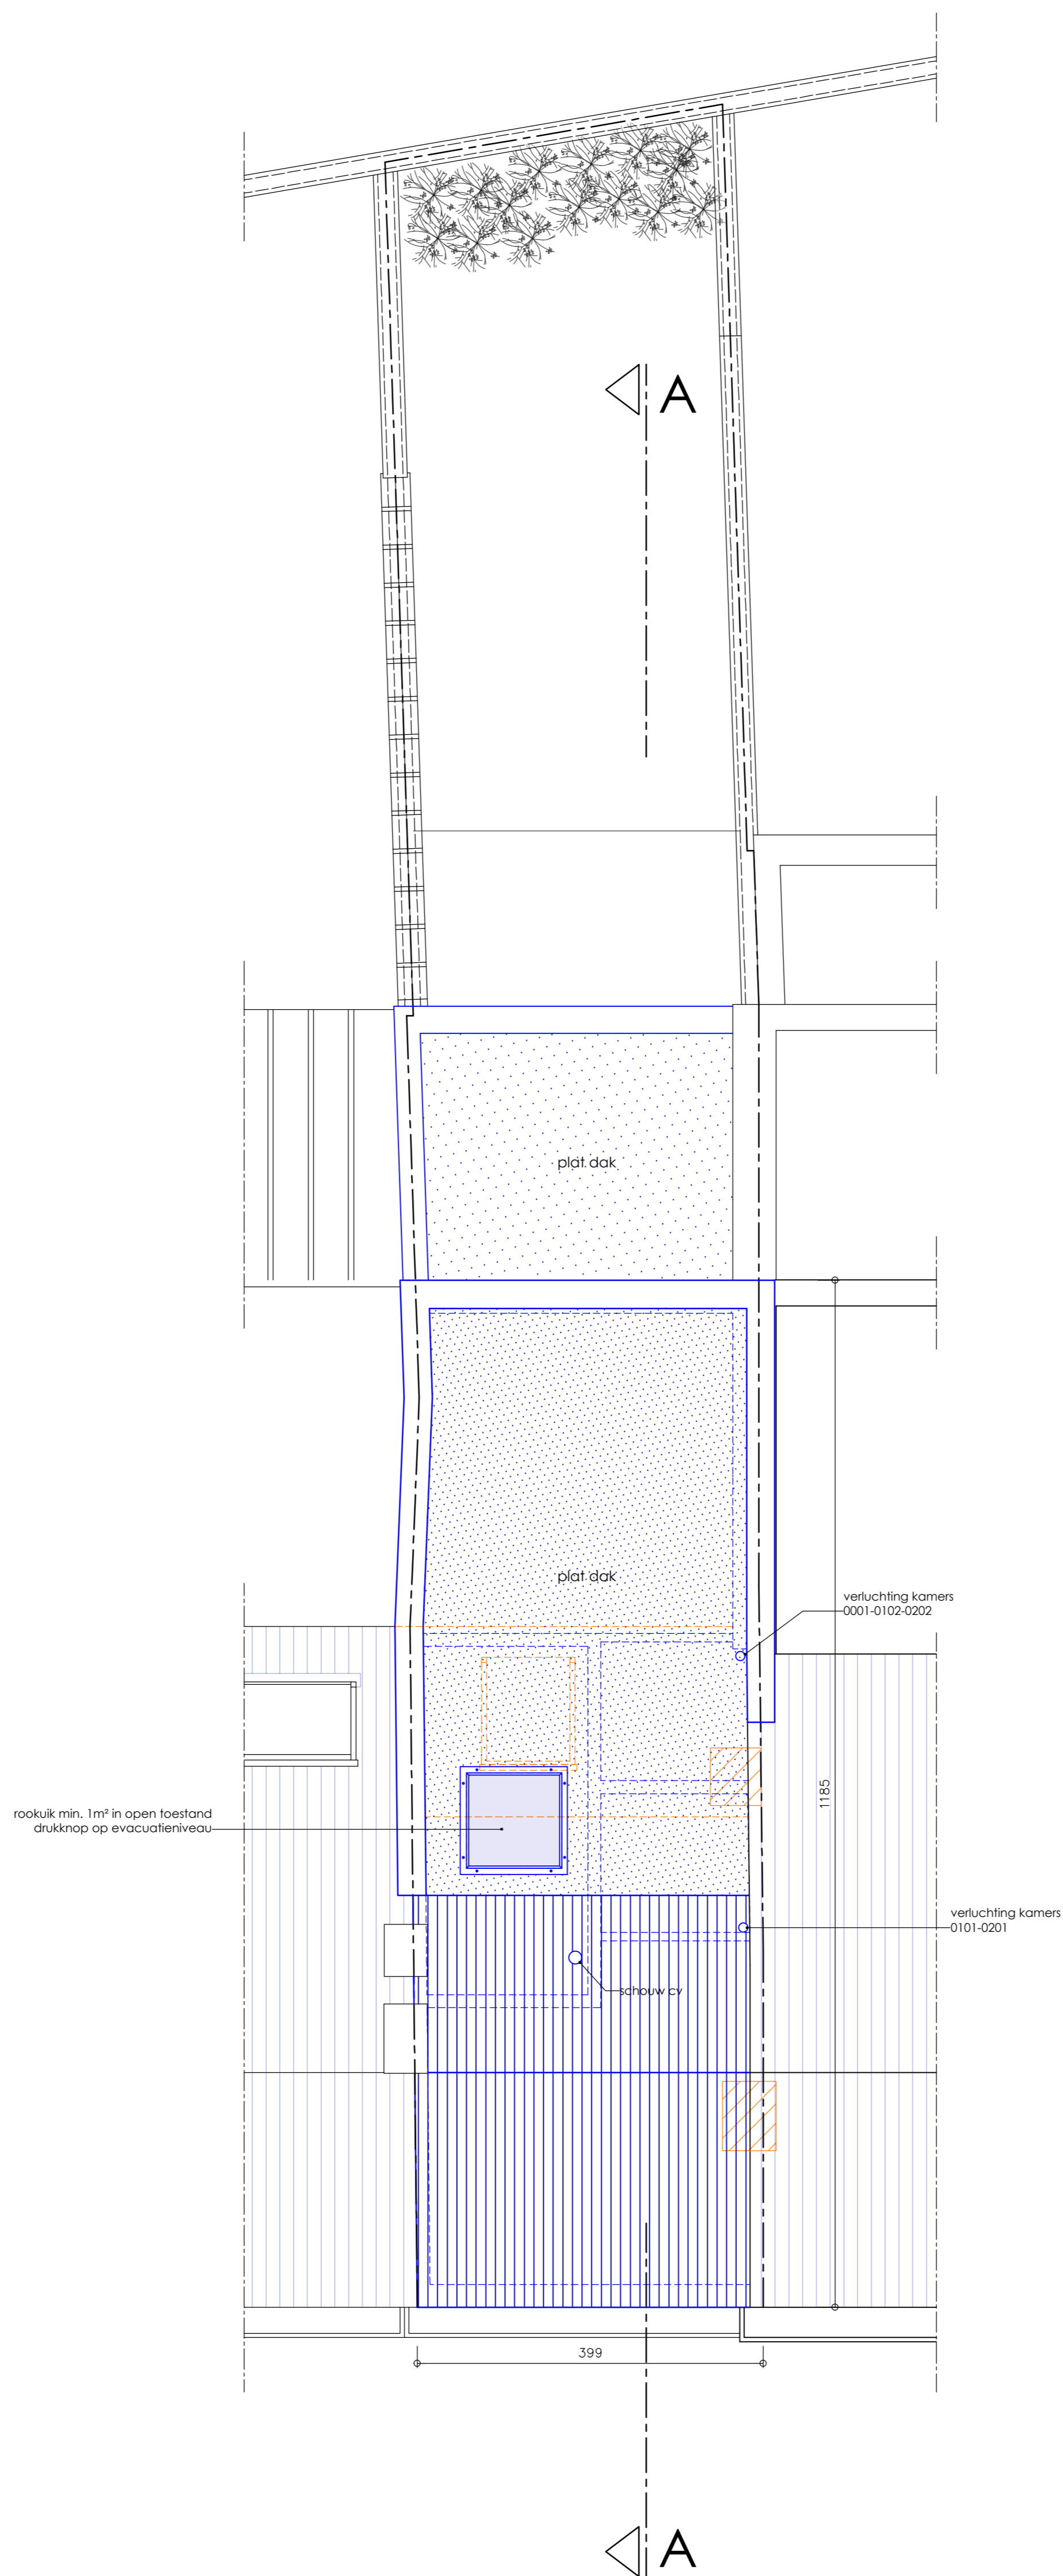 A
plat dak
plat dak
verluchting kamers
0001-0102-0202
1185
rookuik min. 1m² in open toestand
drukknop op evacuatieniveau
verluchting kamers
0101-0201
schouw cv
399
A